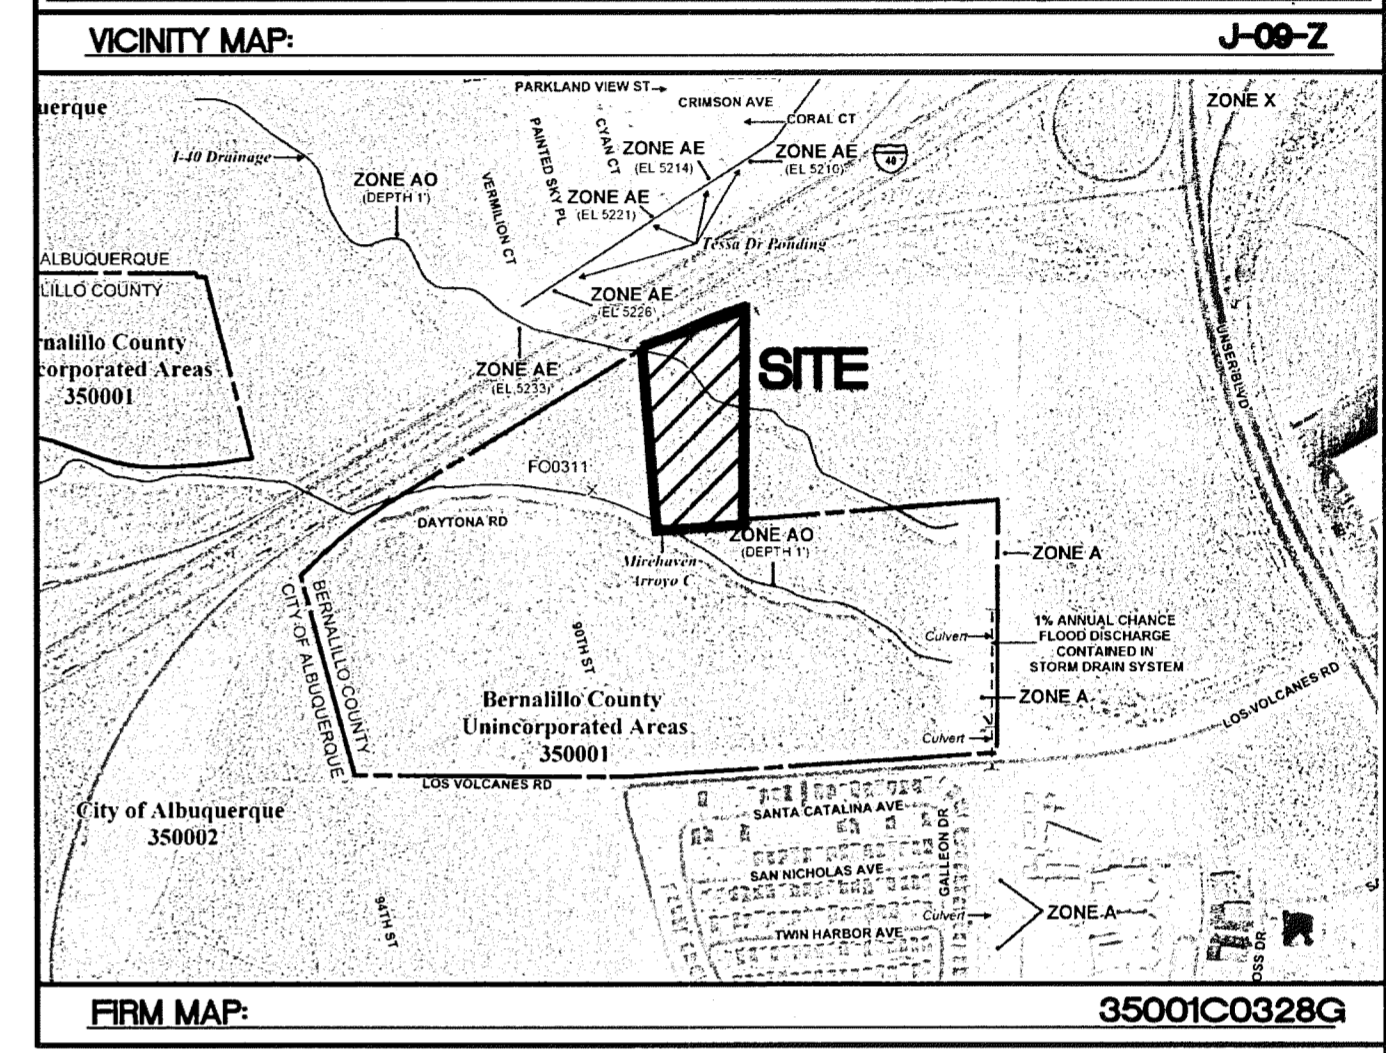 VICINITY MAP:
J-09-Z
PARKLAND VIEW ST
CRIMSON AVE
CORAL CT
ZONE X
uerque
I-40 Drainage
ZONE AO
(DEPTH 1')
VERMILION CT
PAINTED SKY PL
CYAN CT
ZONE AE
(EL 5214)
ZONE AE
(EL 5210)
40
ZONE AE
(EL 5221)
Tessa Dr Ponding
ALBUQUERQUE
LILLO COUNTY
ZONE AE
(EL 5226)
rnalillo County
corporated Areas
350001
ZONE AE
(EL 5233)
SITE
UNSER BLVD
FO0311
DAYTONA RD
ZONE AO
(DEPTH 1')
Mirehaven
Arroyo C
ZONE A
BERNALILLO COUNTY
CITY OF ALBUQUERQUE
90TH ST
Culvert
1% ANNUAL CHANCE
FLOOD DISCHARGE
CONTAINED IN
STORM DRAIN SYSTEM
Bernalillo County
Unincorporated Areas
350001
ZONE A
LOS VOLCANES RD
Culvert
LOS VOLCANES RD
City of Albuquerque
350002
SANTA CATALINA AVE
GALLEON DR
SAN NICHOLAS AVE
94TH ST
Culvert
ZONE A
TWIN HARBOR AVE
OSS DR
FIRM MAP:
35001C0328G